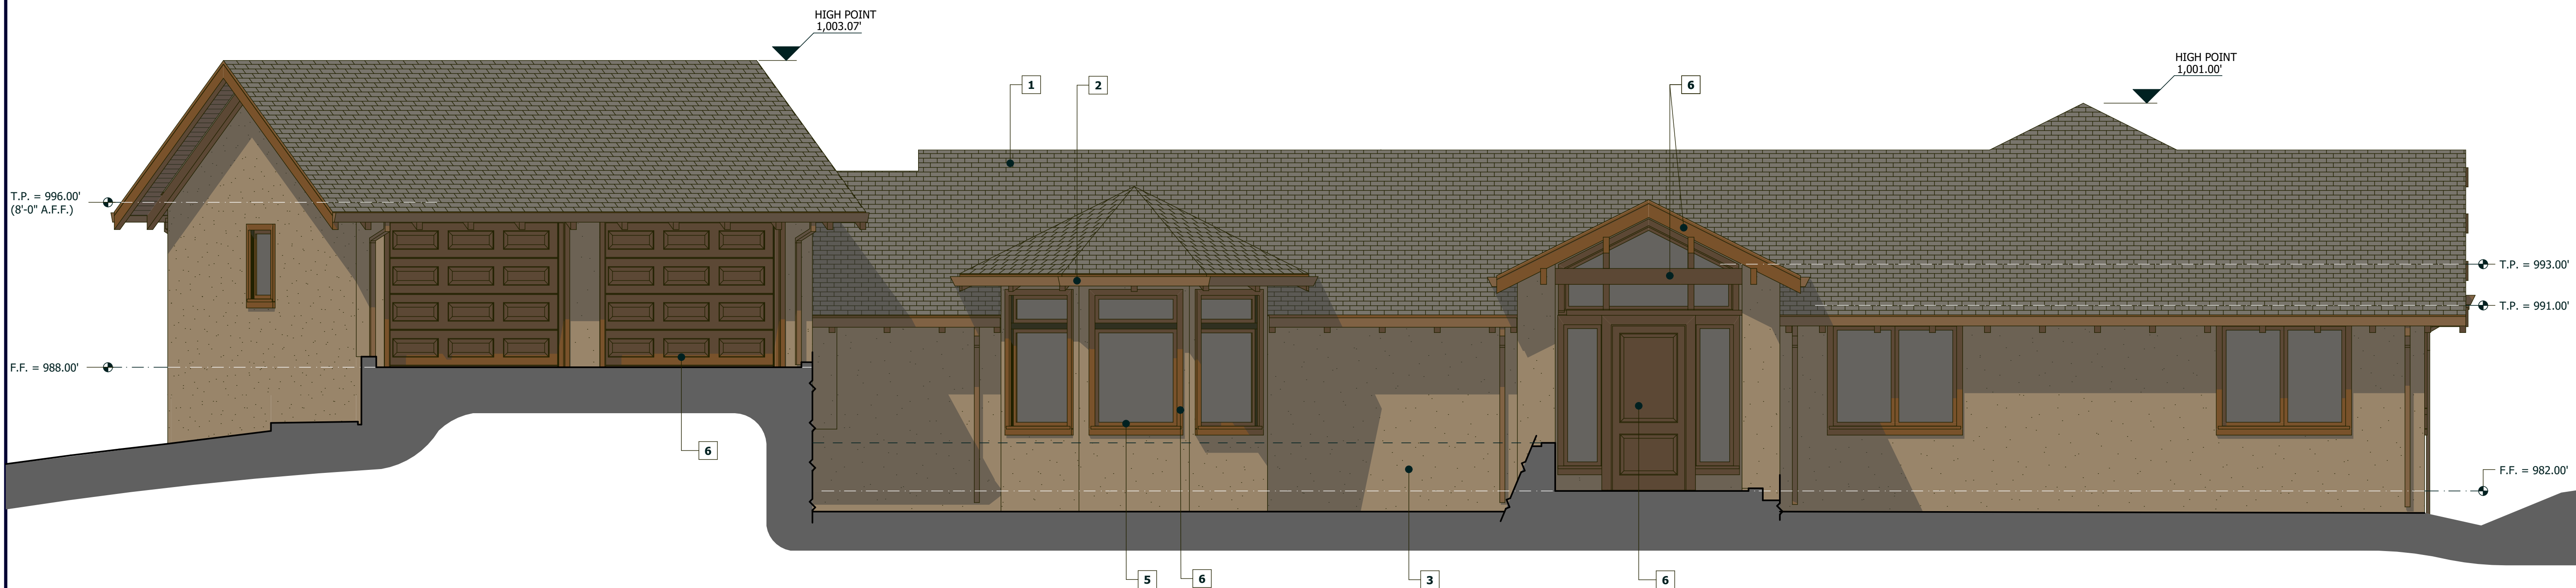 HIGH POINT
1,003.07'
HIGH POINT
1,001.00'
1
2
6
T.P. = 996.00'
(8'-0" A.F.F.)
T.P. = 993.00'
T.P. = 991.00'
F.F. = 988.00'
6
F.F. = 982.00'
5
6
3
6